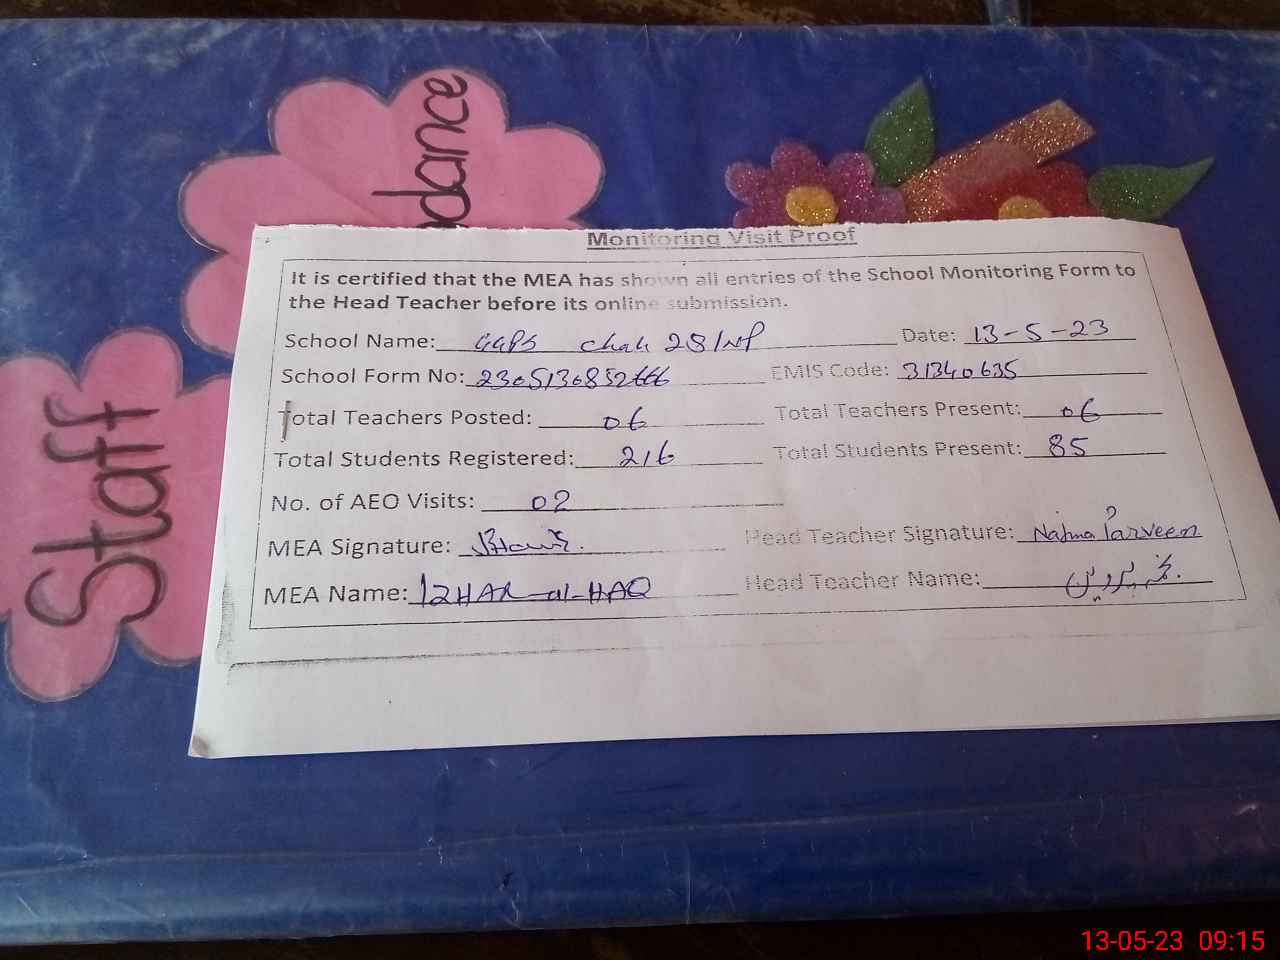 Staff
dance
Monitoring Visit Proof
It is certified that the MEA has shown all entries of the School Monitoring Form to
the Head Teacher before its online submission.
School Name: GGPS Chak 28/NP Date: 13-5-23
School Form No: 2305130852666 EMIS Code: 31340635
Total Teachers Posted: 06 Total Teachers Present: 06
Total Students Registered: 216 Total Students Present: 85
No. of AEO Visits: 02
MEA Signature: Head Teacher Signature: Najma Parveen
MEA Name: IZHAR-ul-HAQ Head Teacher Name: نجمہ پروین
13-05-23 09:15